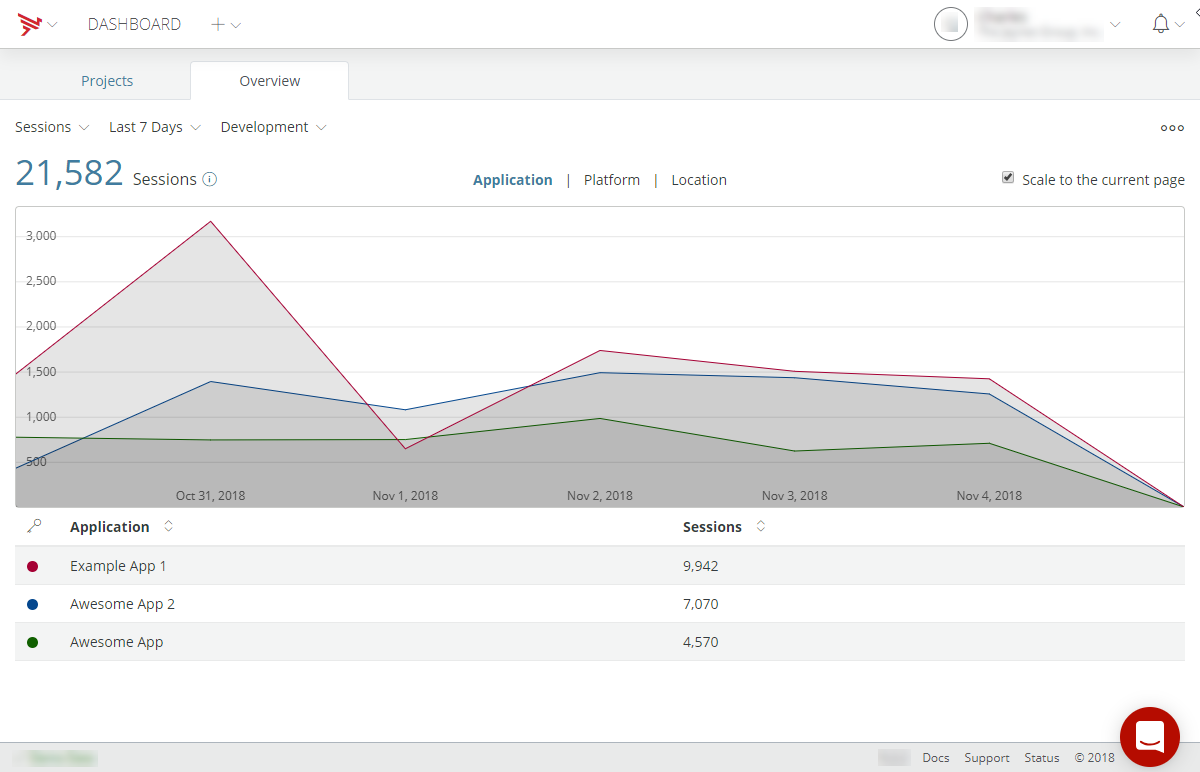 DASHBOARD
Projects
Overview
Sessions Last 7 Days Development
21,582 Sessions
Application | Platform | Location
Scale to the current page
3,000
2,500
2,000
1,500
1,000
500
Oct 31, 2018 Nov 1, 2018 Nov 2, 2018 Nov 3, 2018 Nov 4, 2018
Application Sessions
Example App 1 9,942
Awesome App 2 7,070
Awesome App 4,570
Docs Support Status © 2018